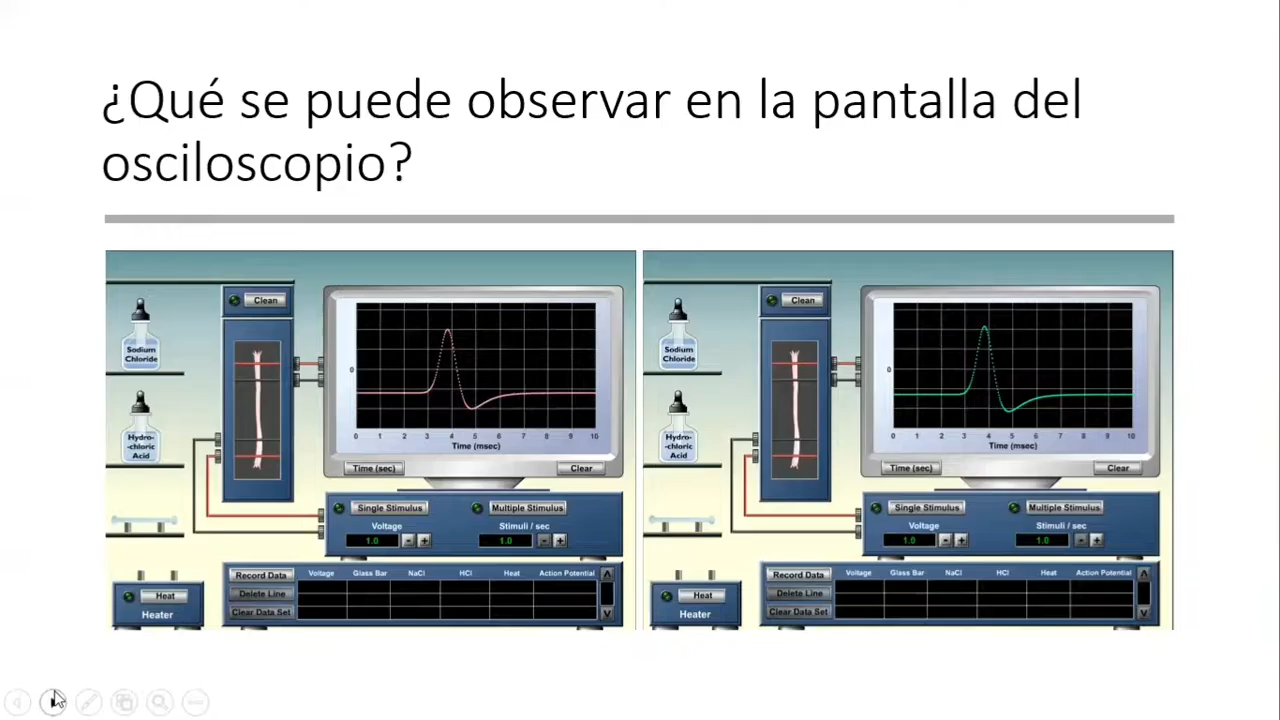 ¿Qué se puede observar en la pantalla del
osciloscopio?
Clean
Sodium
Chloride
Hydro-
-chloric
Acid
0
0 1 2 3 4 5 6 7 8 9 10
Time (msec)
Time (sec)
Clear
Single Stimulus
Multiple Stimulus
Voltage
Stimuli / sec
1.0 - +
1.0 - +
Record Data
Delete Line
Clear Data Set
Voltage Glass Bar NaCl HCl Heat Action Potential
Heat
Heater
Clean
Sodium
Chloride
Hydro-
-chloric
Acid
0
0 1 2 3 4 5 6 7 8 9 10
Time (msec)
Time (sec)
Clear
Single Stimulus
Multiple Stimulus
Voltage
Stimuli / sec
1.0 - +
1.0 - +
Record Data
Delete Line
Clear Data Set
Voltage Glass Bar NaCl HCl Heat Action Potential
Heat
Heater